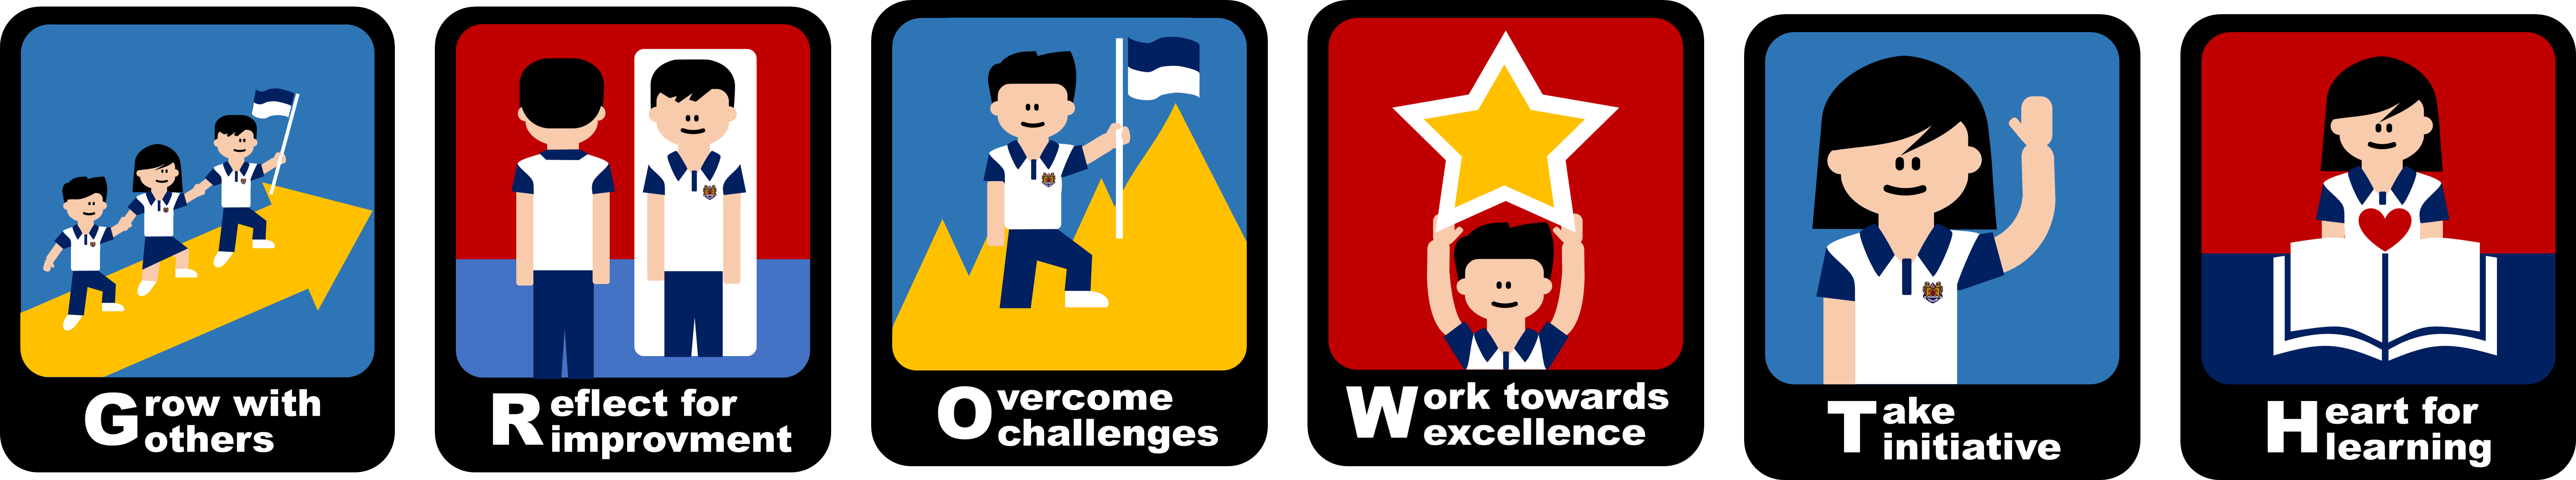 Grow with
others
Reflect for
improvment
Overcome
challenges
Work towards
excellence
Take
initiative
Heart for
learning